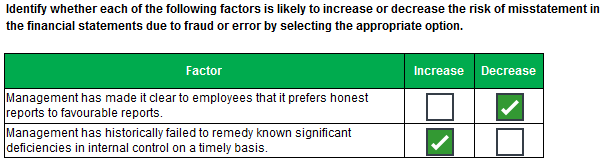 Identify whether each of the following factors is likely to increase or decrease the risk of misstatement in
the financial statements due to fraud or error by selecting the appropriate option.
Factor Increase Decrease
Management has made it clear to employees that it prefers honest
reports to favourable reports.
Management has historically failed to remedy known significant
deficiencies in internal control on a timely basis.